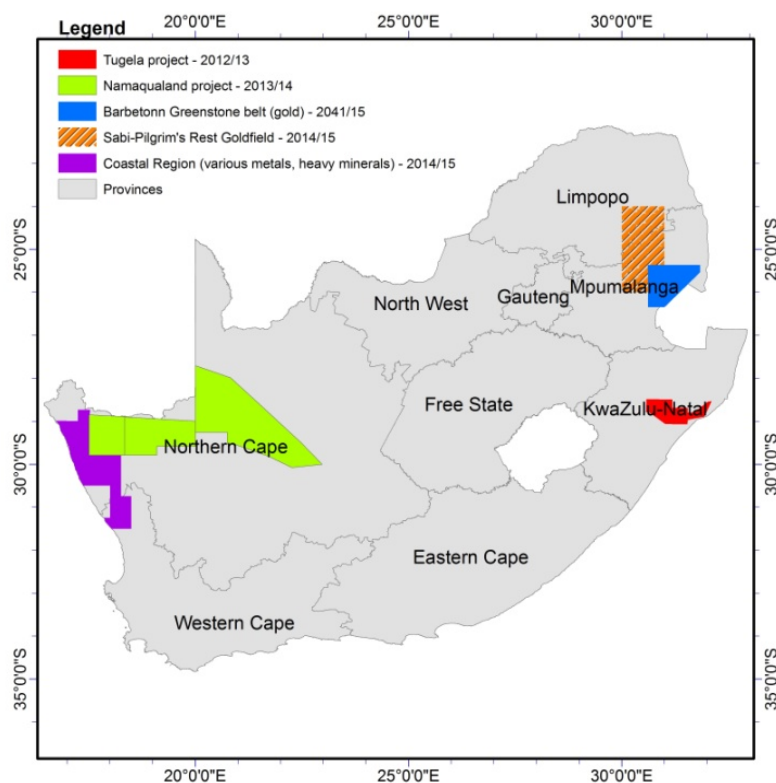 20°0'0"E 25°0'0"E 30°0'0"E
Legend
Tugela project - 2012/13
Namaqualand project - 2013/14
Barbetonn Greenstone belt (gold) - 2041/15
Sabi-Pilgrim's Rest Goldfield - 2014/15
Coastal Region (various metals, heavy minerals) - 2014/15
Provinces
Limpopo
25°0'0"S 25°0'0"S
North West
Gauteng
Mpumalanga
Free State
KwaZulu-Natal
Northern Cape
30°0'0"S 30°0'0"S
Eastern Cape
Western Cape
35°0'0"S 35°0'0"S
20°0'0"E 25°0'0"E 30°0'0"E